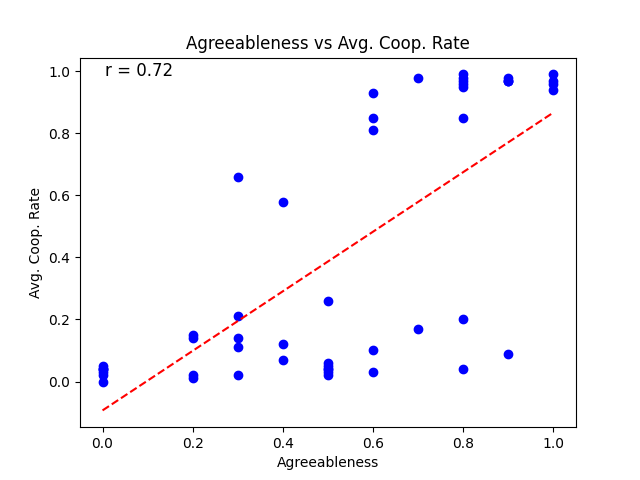 Agreeableness vs Avg. Coop. Rate
r = 0.72
1.0
0.8
0.6
0.4
0.2
0.0
Avg. Coop. Rate
0.0 0.2 0.4 0.6 0.8 1.0
Agreeableness